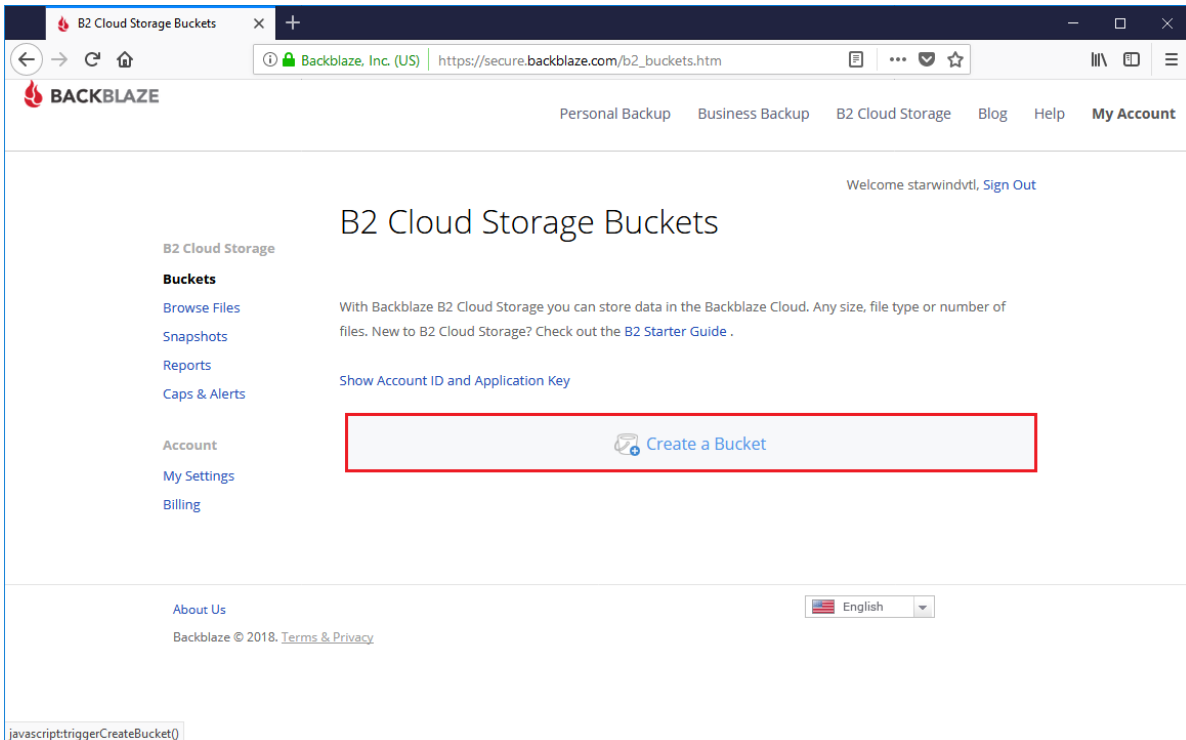 B2 Cloud Storage Buckets
Backblaze, Inc. (US) https://secure.backblaze.com/b2_buckets.htm
BACKBLAZE
Personal Backup Business Backup B2 Cloud Storage Blog Help My Account
Welcome starwindvtl, Sign Out
B2 Cloud Storage Buckets
B2 Cloud Storage
Buckets
Browse Files
Snapshots
Reports
Caps & Alerts
Account
My Settings
Billing
With Backblaze B2 Cloud Storage you can store data in the Backblaze Cloud. Any size, file type or number of
files. New to B2 Cloud Storage? Check out the B2 Starter Guide .
Show Account ID and Application Key
Create a Bucket
About Us
Backblaze © 2018. Terms & Privacy
English
javascript:triggerCreateBucket()